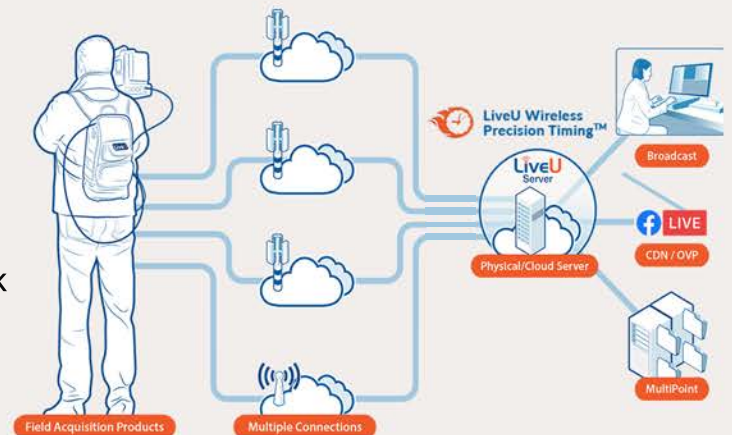 LiveU Wireless
Precision Timing™
LiveU
Server
Physical/Cloud Server
Broadcast
LIVE
CDN / OVP
MultiPoint
k
Field Acquisition Products
Multiple Connections